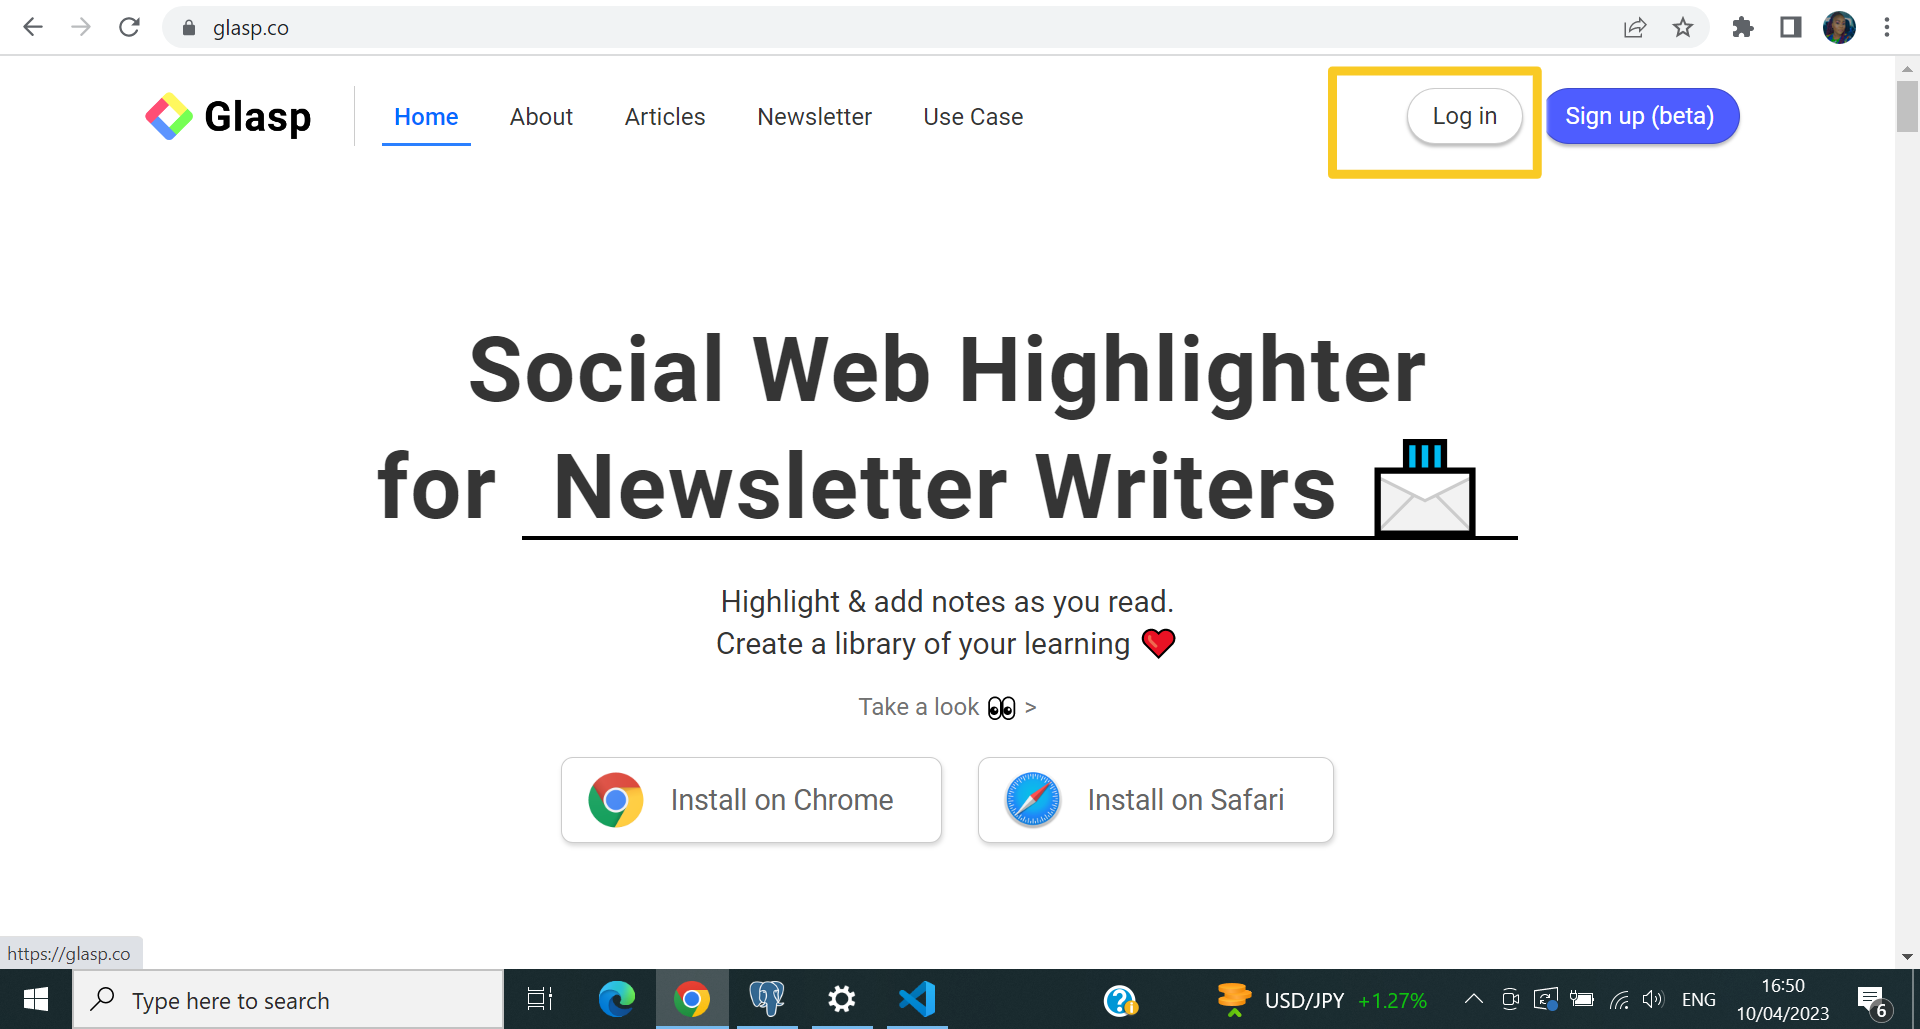 glasp.co
Glasp
Home About Articles Newsletter Use Case Log in Sign up (beta)
Social Web Highlighter
for Newsletter Writers
Highlight & add notes as you read.
Create a library of your learning
Take a look >
Install on Chrome Install on Safari
https://glasp.co
Type here to search
USD/JPY +1.27%
ENG
16:50
10/04/2023
6